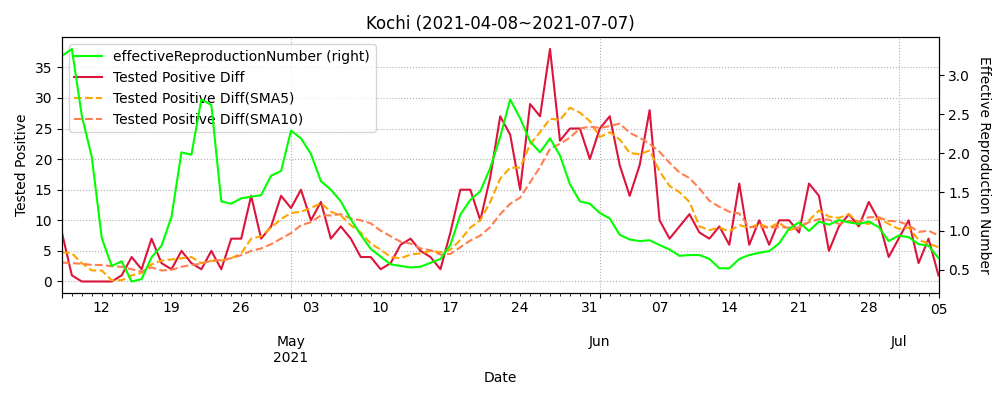 Kochi (2021-04-08~2021-07-07)
effectiveReproductionNumber (right)
Tested Positive Diff
Tested Positive Diff(SMA5)
Tested Positive Diff(SMA10)
Tested Positive
35
30
25
20
15
10
5
0
Effective Reproduction Number
3.0
2.5
2.0
1.5
1.0
0.5
12 19 26 03 10 17 24 31 07 14 21 28 05
May Jun Jul
2021
Date